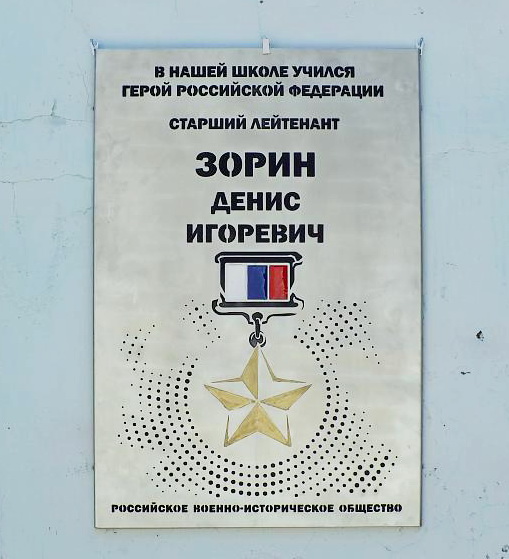 В НАШЕЙ ШКОЛЕ УЧИЛСЯ
ГЕРОЙ РОССИЙСКОЙ ФЕДЕРАЦИИ
СТАРШИЙ ЛЕЙТЕНАНТ
ЗОРИН
ДЕНИС
ИГОРЕВИЧ
РОССИЙСКОЕ ВОЕННО-ИСТОРИЧЕСКОЕ ОБЩЕСТВО